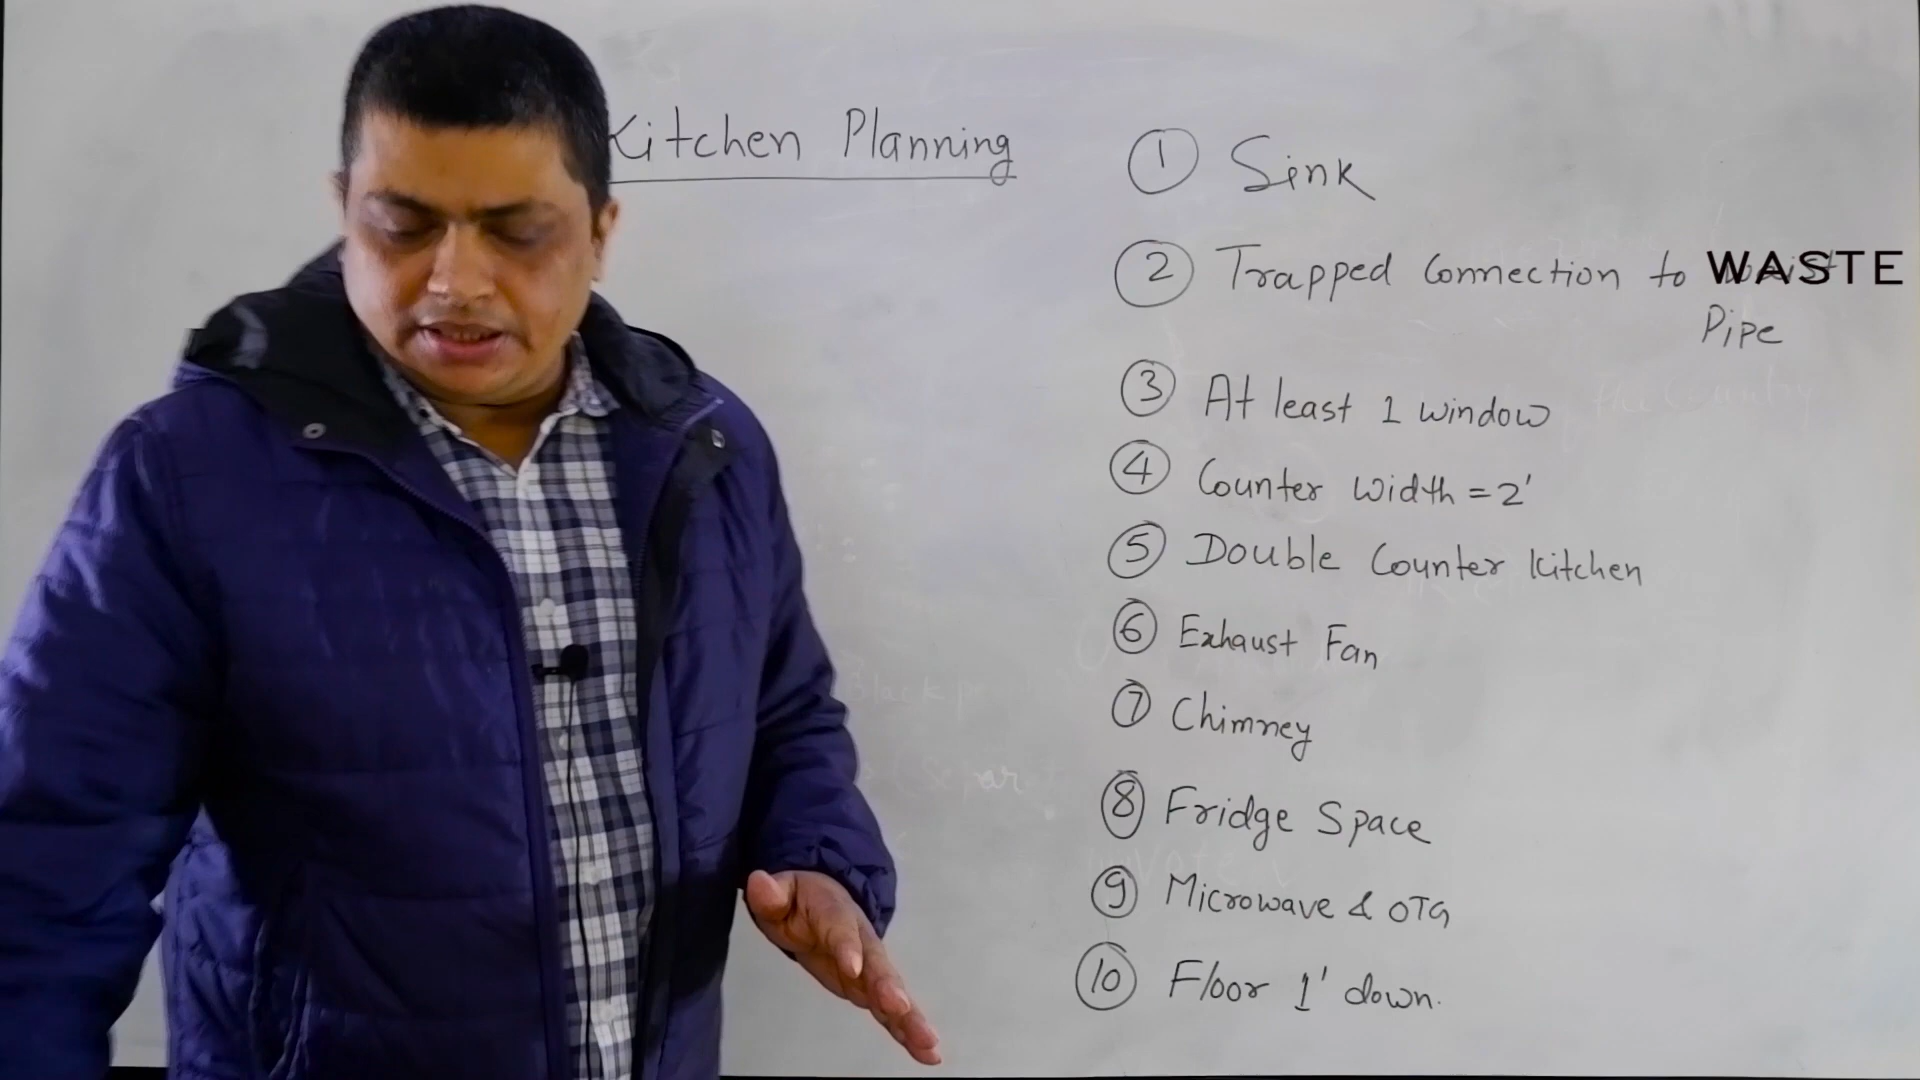 Kitchen Planning
① Sink
② Trapped Connection to WASTE
Pipe
③ At least 1 window
④ Counter width = 2'
⑤ Double Counter kitchen
⑥ Exhaust Fan
⑦ Chimney
⑧ Fridge Space
⑨ Microwave & OTG
⑩ Floor 1' down.